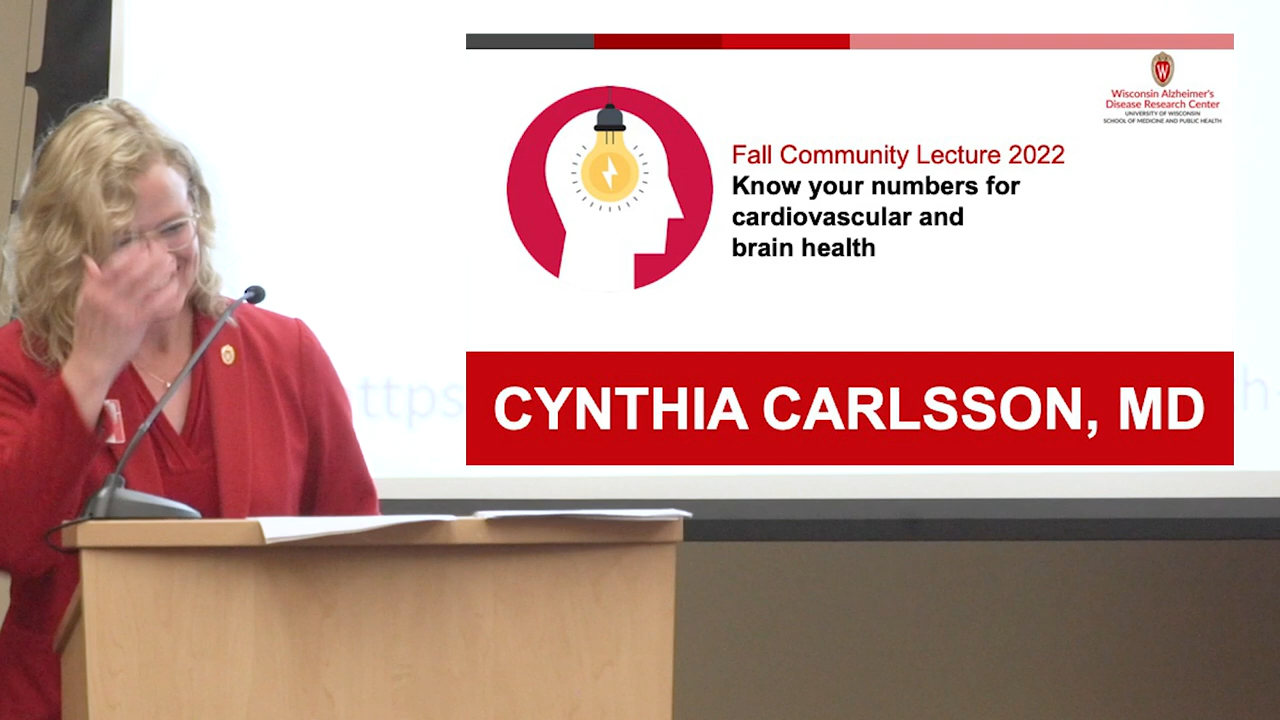 W
Wisconsin Alzheimer's
Disease Research Center
UNIVERSITY OF WISCONSIN
SCHOOL OF MEDICINE AND PUBLIC HEALTH
Fall Community Lecture 2022
Know your numbers for
cardiovascular and
brain health
ttps
h
CYNTHIA CARLSSON, MD